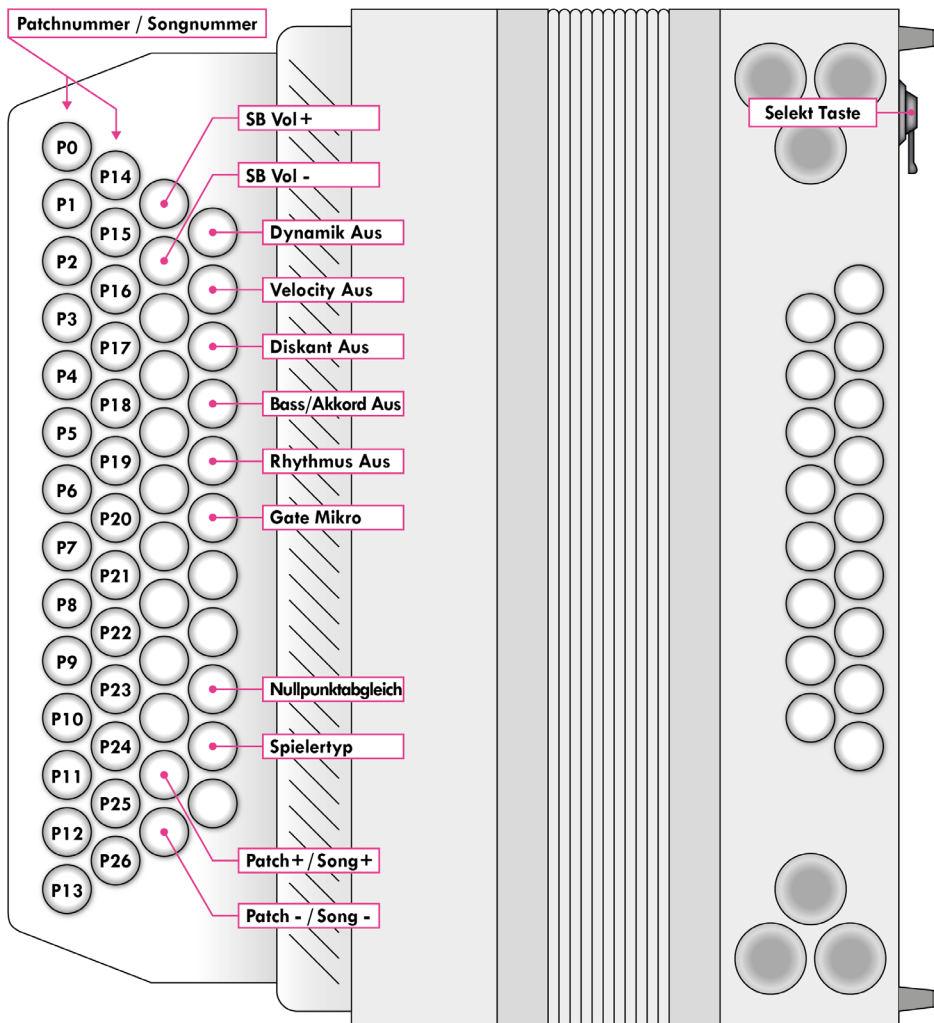 Patchnummer / Songnummer
SB Vol+
Selekt Taste
P0
P14
SB Vol -
P1
P15
Dynamik Aus
P2
P16
Velocity Aus
P3
P17
Diskant Aus
P4
P18
Bass/Akkord Aus
P5
P19
Rhythmus Aus
P6
P20
Gate Mikro
P7
P21
P8
P22
P9
P23
Nullpunktabgleich
P10
P24
Spielertyp
P11
P25
P12
P26
Patch+ / Song+
P13
Patch - / Song -